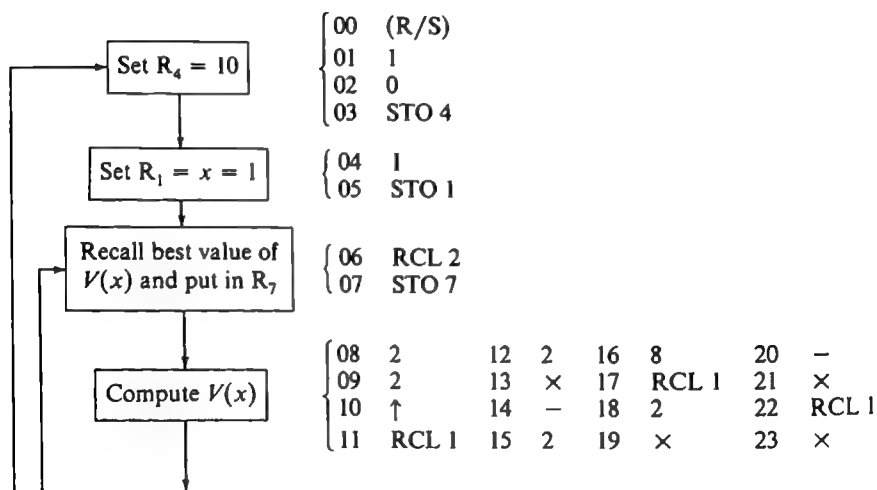 Set R₄ = 10
00 (R/S)
01 1
02 0
03 STO 4
Set R₁ = x = 1
04 1
05 STO 1
Recall best value of
V(x) and put in R₇
06 RCL 2
07 STO 7
Compute V(x)
08 2 12 2 16 8 20 −
09 2 13 × 17 RCL 1 21 ×
10 ↑ 14 − 18 2 22 RCL 1
11 RCL 1 15 2 19 × 23 ×